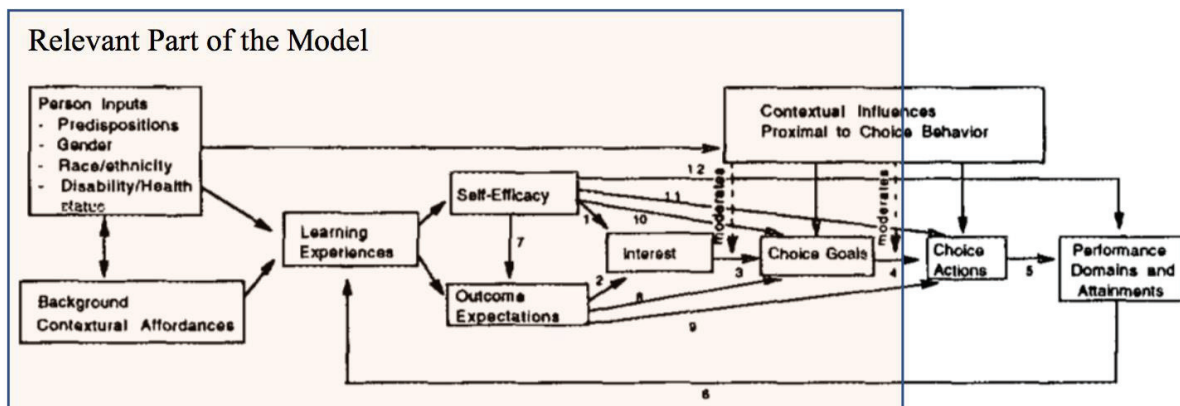 Relevant Part of the Model
Person Inputs
- Predispositions
- Gender
- Race/ethnicity
- Disability/Health
status
Background
Contextural Affordances
Learning
Experiences
Self-Efficacy
Outcome
Expectations
Interest
Contextual Influences
Proximal to Choice Behavior
Choice Goals
Choice
Actions
Performance
Domains and
Attainments
moderates
moderates
1
2
3
4
5
6
7
8
9
10
11
12